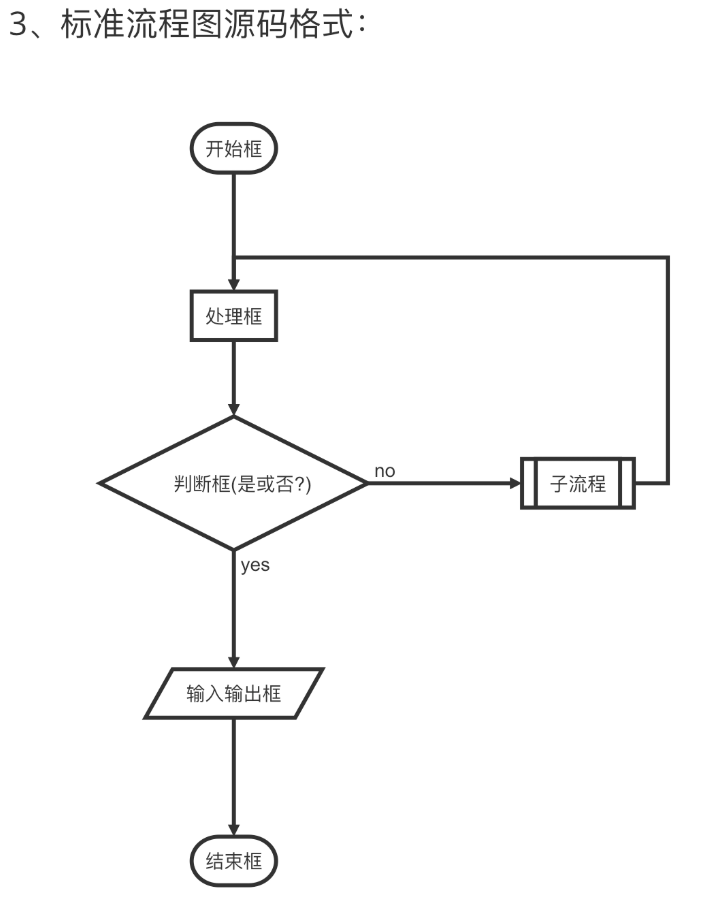 3、标准流程图源码格式：
开始框
处理框
判断框(是或否?)
no
子流程
yes
输入输出框
结束框